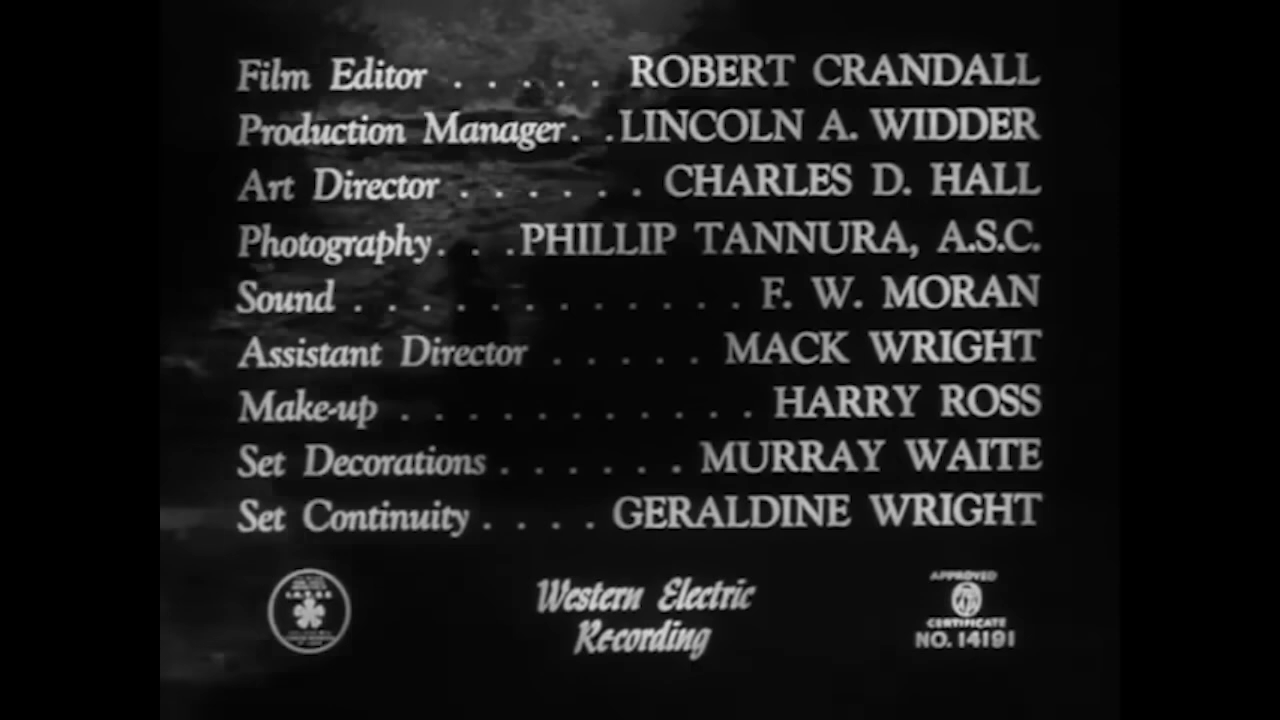 Film Editor . . . . . ROBERT CRANDALL
Production Manager. . .LINCOLN A. WIDDER
Art Director . . . . . . . CHARLES D. HALL
Photography. . .PHILLIP TANNURA, A.S.C.
Sound . . . . . . . . . . . . . F. W. MORAN
Assistant Director . . . . . MACK WRIGHT
Make-up . . . . . . . . . . . . HARRY ROSS
Set Decorations . . . . . . MURRAY WAITE
Set Continuity . . . . GERALDINE WRIGHT
I.A.T.S.E.
Western Electric
Recording
APPROVED
CERTIFICATE
NO. 14191